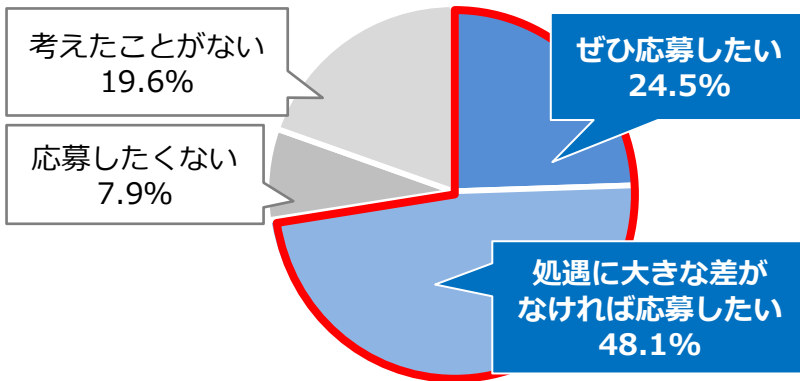 考えたことがない
19.6%
応募したくない
7.9%
ぜひ応募したい
24.5%
処遇に大きな差が
なければ応募したい
48.1%